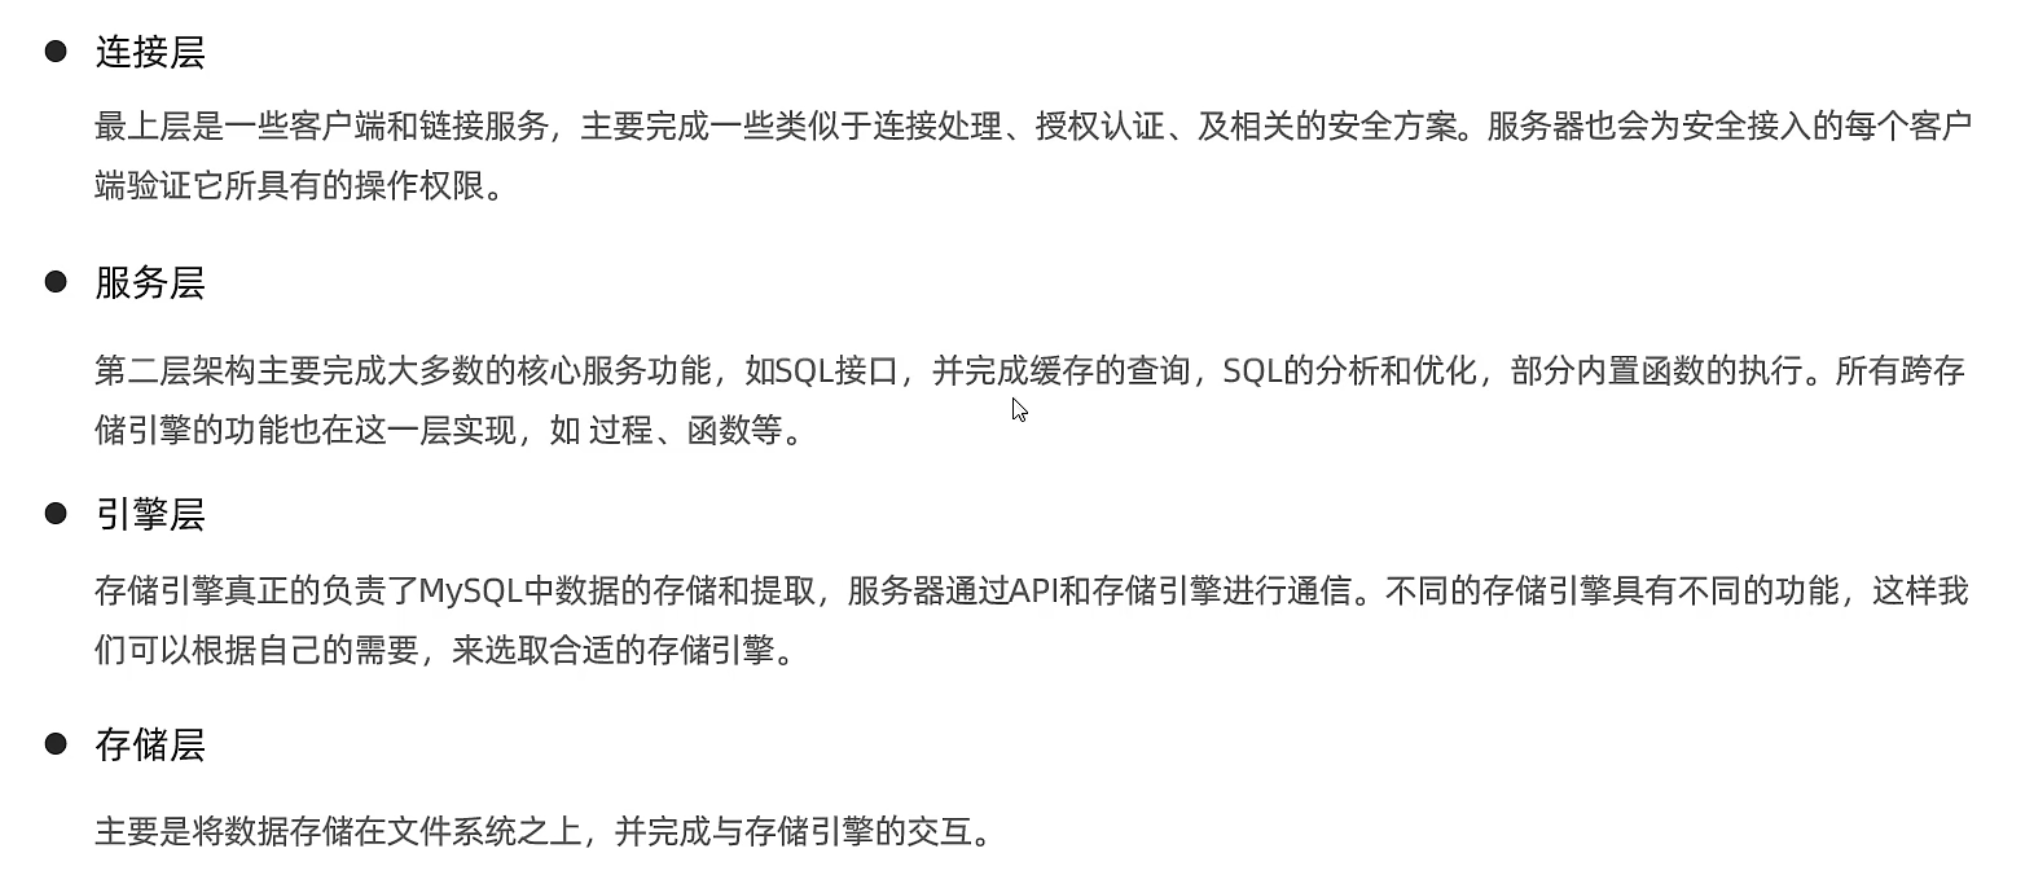 ● 连接层
最上层是一些客户端和链接服务，主要完成一些类似于连接处理、授权认证、及相关的安全方案。服务器也会为安全接入的每个客户
端验证它所具有的操作权限。
● 服务层
第二层架构主要完成大多数的核心服务功能，如SQL接口，并完成缓存的查询，SQL的分析和优化，部分内置函数的执行。所有跨存
储引擎的功能也在这一层实现，如 过程、函数等。
● 引擎层
存储引擎真正的负责了MySQL中数据的存储和提取，服务器通过API和存储引擎进行通信。不同的存储引擎具有不同的功能，这样我
们可以根据自己的需要，来选取合适的存储引擎。
● 存储层
主要是将数据存储在文件系统之上，并完成与存储引擎的交互。